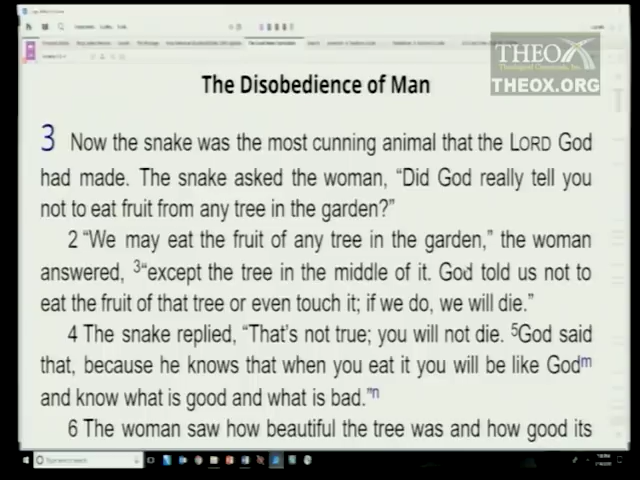 THEOX
THEOX.ORG
The Disobedience of Man
3 Now the snake was the most cunning animal that the LORD God
had made. The snake asked the woman, “Did God really tell you
not to eat fruit from any tree in the garden?”
2 “We may eat the fruit of any tree in the garden,” the woman
answered, 3“except the tree in the middle of it. God told us not to
eat the fruit of that tree or even touch it; if we do, we will die.”
4 The snake replied, “That’s not true; you will not die. 5God said
that, because he knows that when you eat it you will be like Godm
and know what is good and what is bad.”n
6 The woman saw how beautiful the tree was and how good its